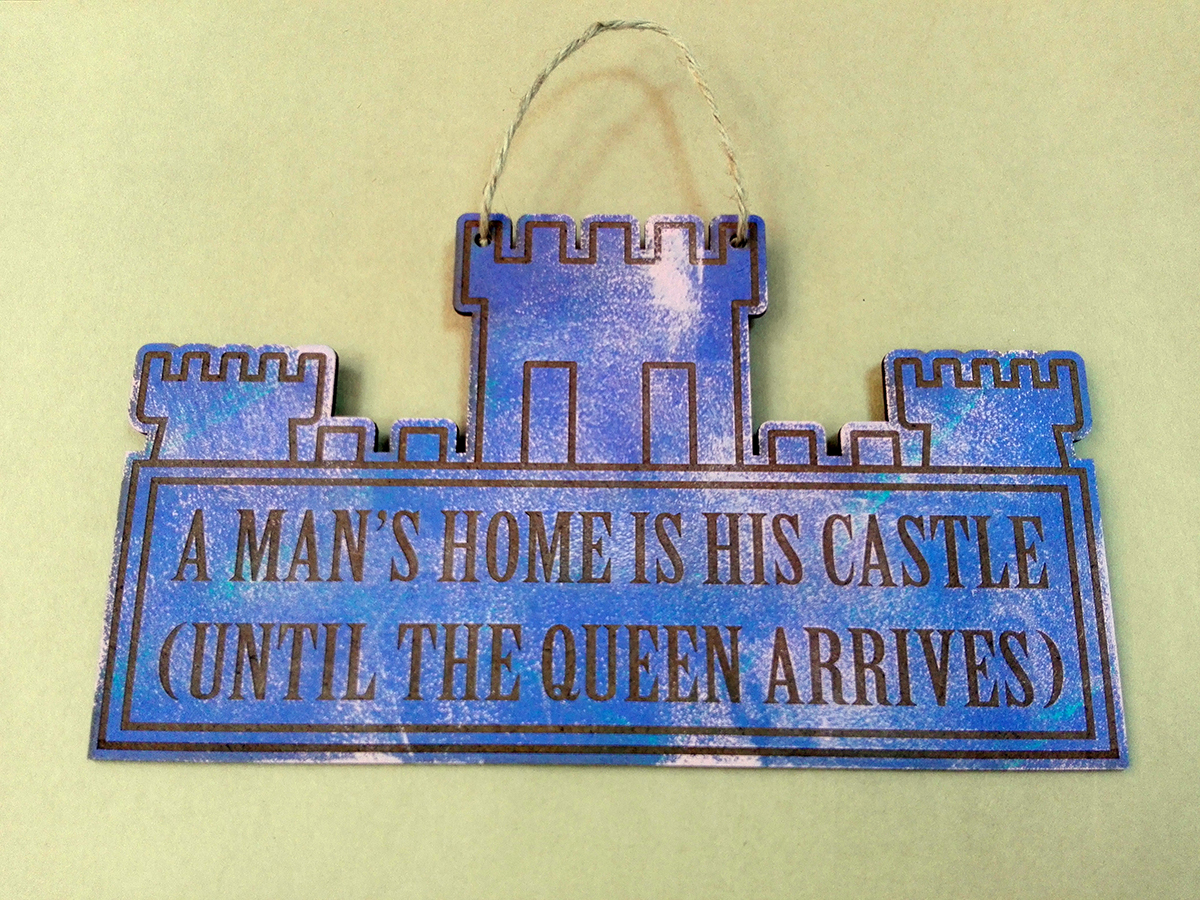 A MAN'S HOME IS HIS CASTLE
(UNTIL THE QUEEN ARRIVES)